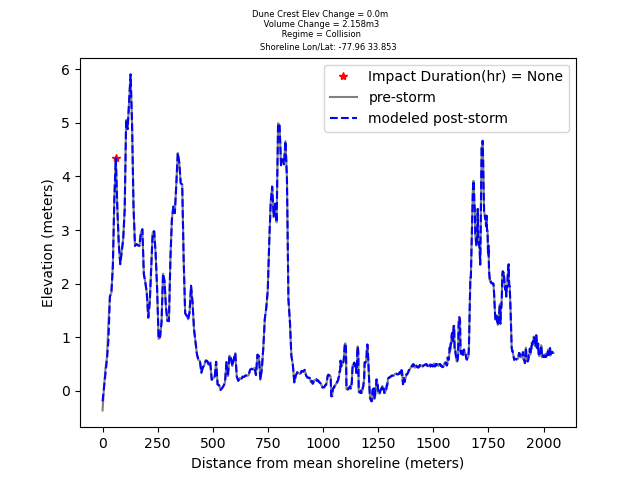 Dune Crest Elev Change = 0.0m
Volume Change = 2.158m3
Regime = Collision
Shoreline Lon/Lat: -77.96 33.853
Impact Duration(hr) = None
pre-storm
modeled post-storm
6
5
4
3
2
1
0
Elevation (meters)
0 250 500 750 1000 1250 1500 1750 2000
Distance from mean shoreline (meters)